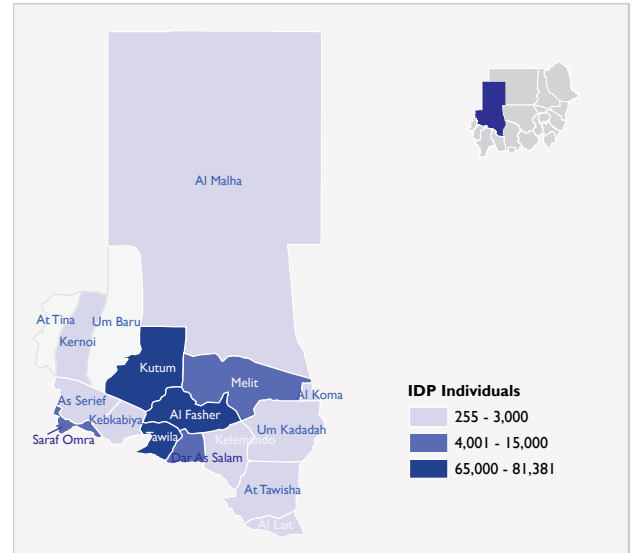 Al Malha
At Tina
Um Baru
Kernoi
Kutum
Melit
Al Koma
As Serief
Al Fasher
Kebkabiya
Um Kadadah
Saraf Omra
Tawila
Kelemando
Dar As Salam
At Tawisha
Al Lait
IDP Individuals
255 - 3,000
4,001 - 15,000
65,000 - 81,381